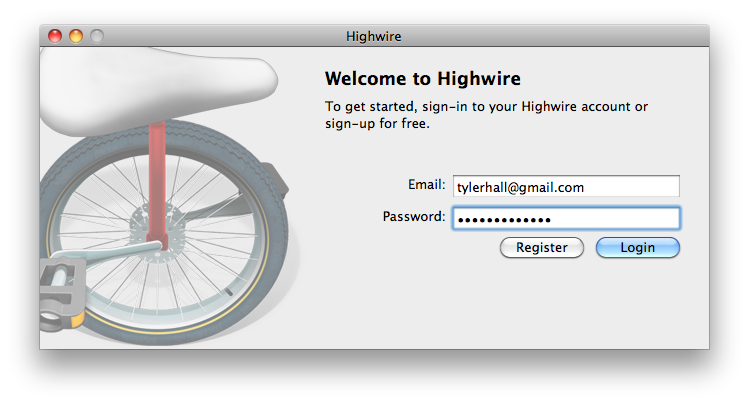 Highwire
Welcome to Highwire
To get started, sign-in to your Highwire account or
sign-up for free.
Email: tylerhall@gmail.com
Password: •••••••••••••
Register Login